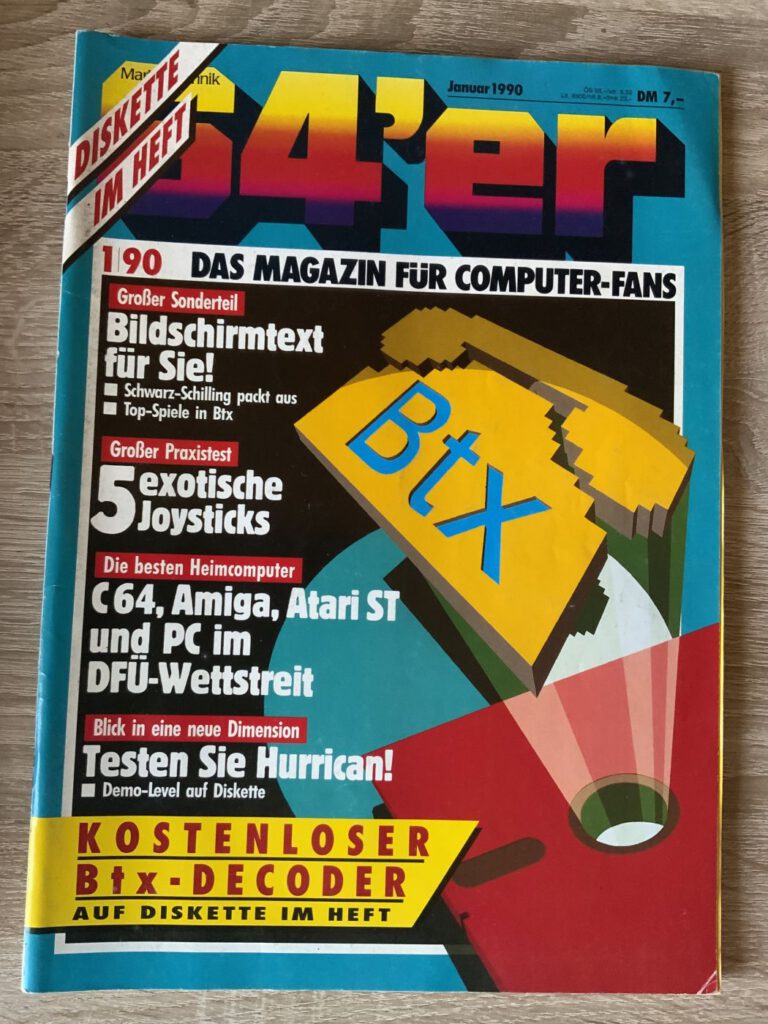 DISKETTE
IM HEFT
64'er
Januar 1990
DM 7,-
1/90 DAS MAGAZIN FÜR COMPUTER-FANS
Großer Sonderteil
Bildschirmtext
für Sie!
Schwarz-Schilling packt aus
Top-Spiele in Btx
Großer Praxistest
5 exotische
Joysticks
Die besten Heimcomputer
C 64, Amiga, Atari ST
und PC im
DFÜ-Wettstreit
Blick in eine neue Dimension
Testen Sie Hurrican!
Demo-Level auf Diskette
Btx
KOSTENLOSER
Btx-DECODER
AUF DISKETTE IM HEFT